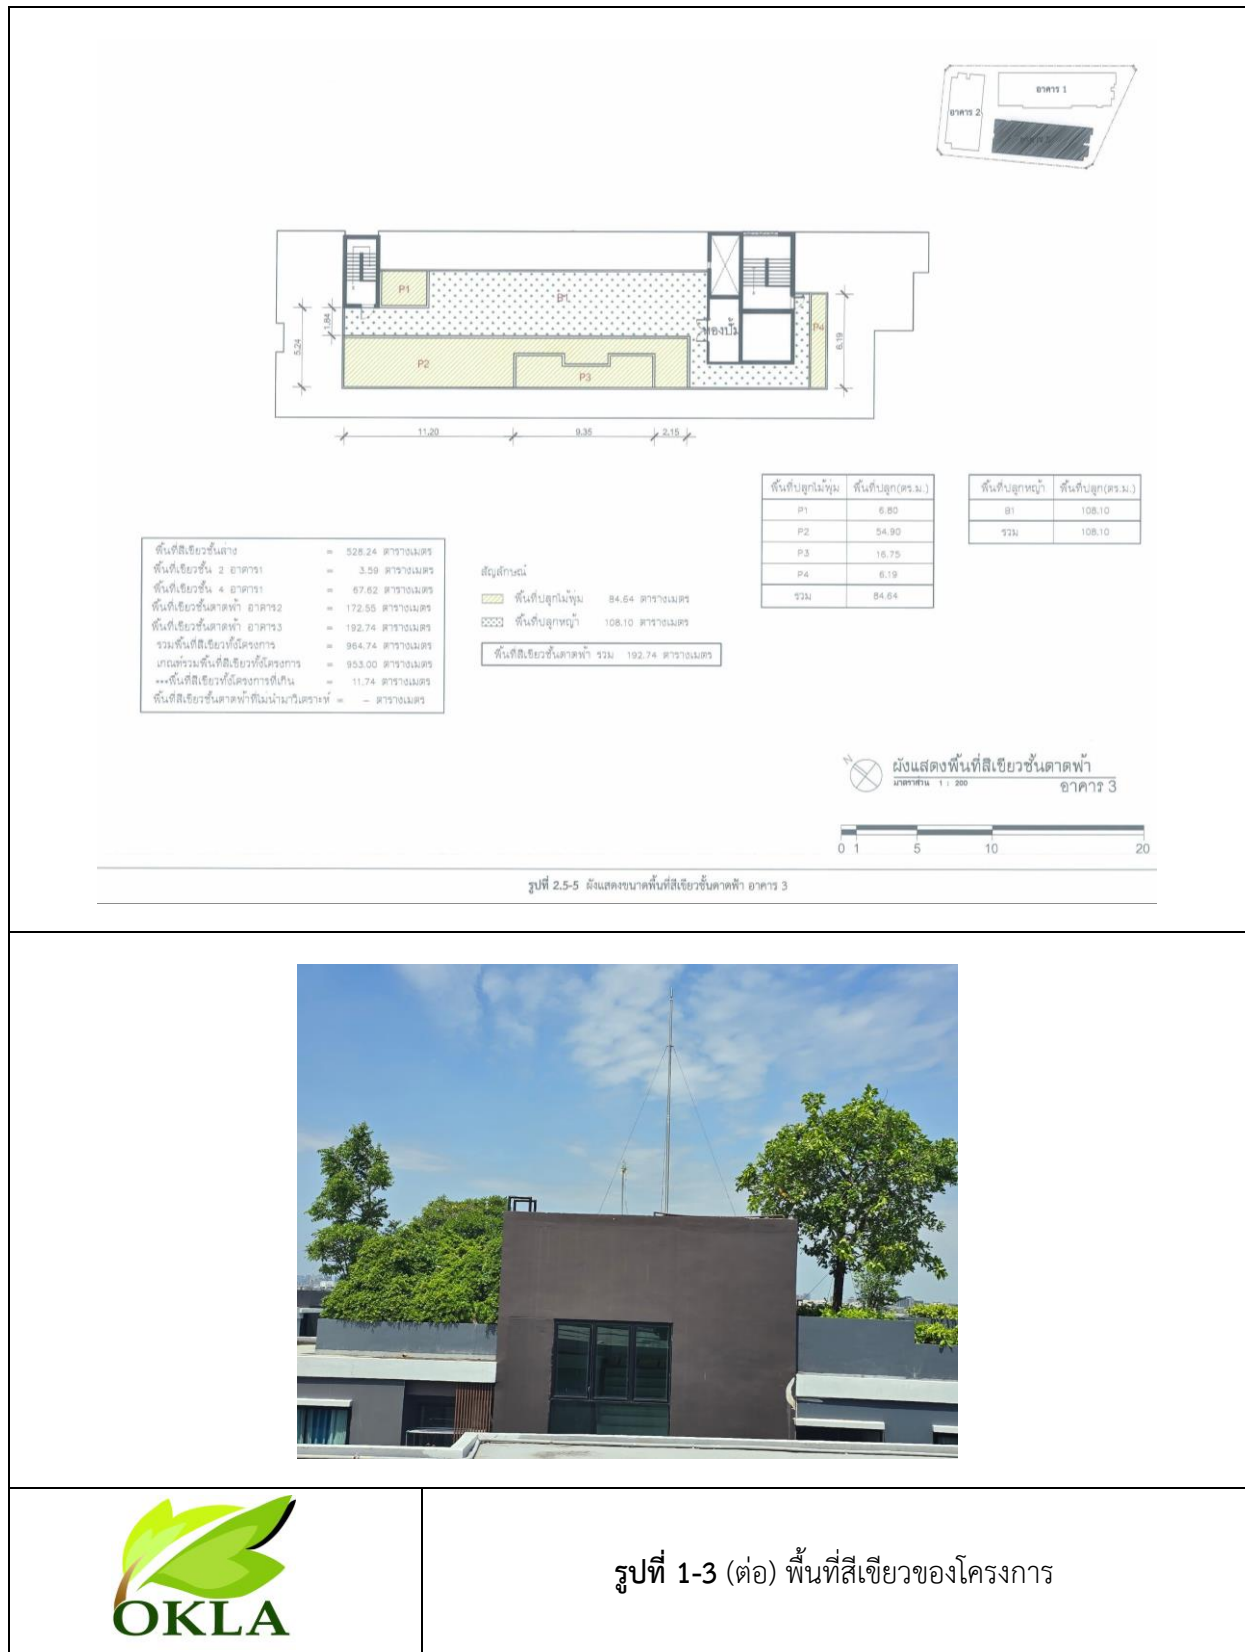 อาคาร 1
อาคาร 2
P1
B1
ห้องปั๊ม
P4
P2
P3
1.84
5.24
6.19
11.20
9.35
2.15
พื้นที่ปลูกไม้พุ่ม พื้นที่ปลูก(ตร.ม.)
P1 6.80
P2 54.90
P3 16.75
P4 6.19
รวม 84.64
พื้นที่ปลูกหญ้า พื้นที่ปลูก(ตร.ม.)
B1 108.10
รวม 108.10
พื้นที่สีเขียวชั้นล่าง = 528.24 ตารางเมตร
พื้นที่เขียวชั้น 2 อาคาร1 = 3.59 ตารางเมตร
พื้นที่เขียวชั้น 4 อาคาร1 = 67.62 ตารางเมตร
พื้นที่เขียวชั้นดาดฟ้า อาคาร2 = 172.55 ตารางเมตร
พื้นที่เขียวชั้นดาดฟ้า อาคาร3 = 192.74 ตารางเมตร
รวมพื้นที่สีเขียวทั้งโครงการ = 964.74 ตารางเมตร
เกณฑ์รวมพื้นที่สีเขียวทั้งโครงการ = 953.00 ตารางเมตร
***พื้นที่สีเขียวทั้งโครงการที่เกิน = 11.74 ตารางเมตร
พื้นที่สีเขียวชั้นดาดฟ้าที่ไม่นำมาวิเคราะห์ = - ตารางเมตร
สัญลักษณ์
พื้นที่ปลูกไม้พุ่ม 84.64 ตารางเมตร
พื้นที่ปลูกหญ้า 108.10 ตารางเมตร
พื้นที่สีเขียวชั้นดาดฟ้า รวม 192.74 ตารางเมตร
N
ผังแสดงพื้นที่สีเขียวชั้นดาดฟ้า
มาตราส่วน 1 : 200
อาคาร 3
0 1 5 10 20
รูปที่ 2.5-5 ผังแสดงขนาดพื้นที่สีเขียวชั้นดาดฟ้า อาคาร 3
OKLA
รูปที่ 1-3 (ต่อ) พื้นที่สีเขียวของโครงการ